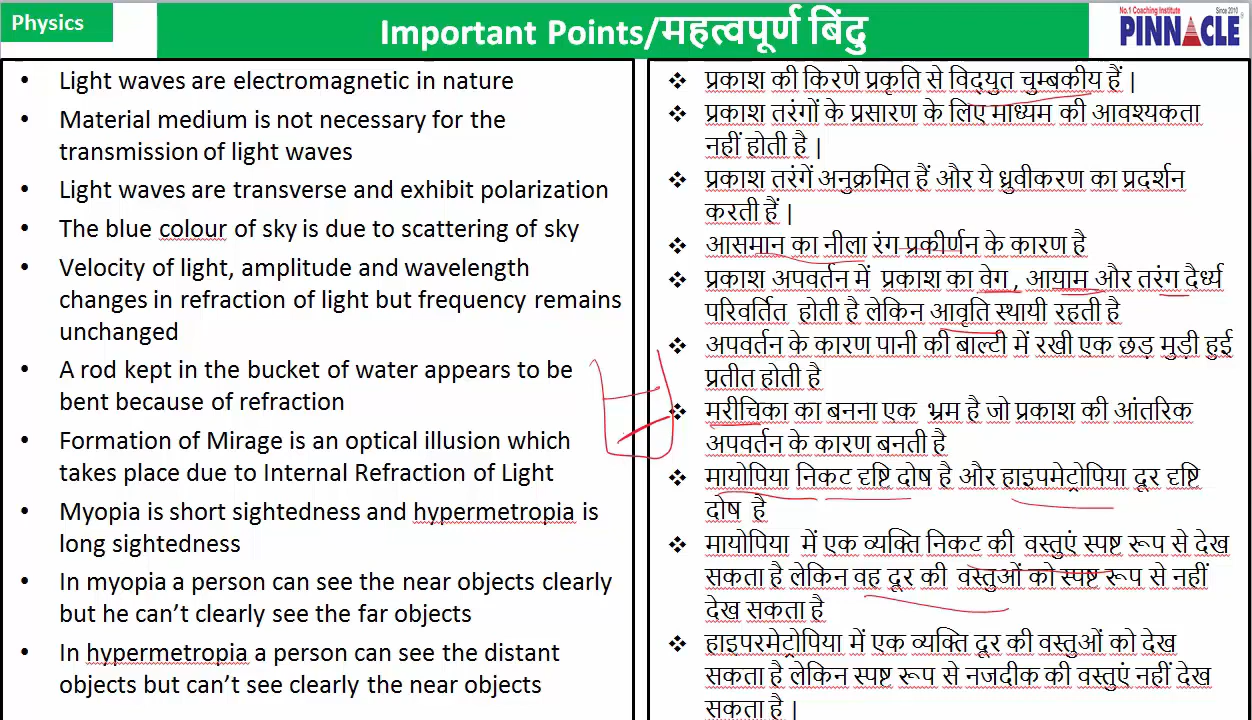 Physics
Important Points/महत्वपूर्ण बिंदु
No.1 Coaching Institute
Since 2010
PINNACLE
• Light waves are electromagnetic in nature
• Material medium is not necessary for the
transmission of light waves
• Light waves are transverse and exhibit polarization
• The blue colour of sky is due to scattering of sky
• Velocity of light, amplitude and wavelength
changes in refraction of light but frequency remains
unchanged
• A rod kept in the bucket of water appears to be
bent because of refraction
• Formation of Mirage is an optical illusion which
takes place due to Internal Refraction of Light
• Myopia is short sightedness and hypermetropia is
long sightedness
• In myopia a person can see the near objects clearly
but he can’t clearly see the far objects
• In hypermetropia a person can see the distant
objects but can’t see clearly the near objects
❖ प्रकाश की किरणे प्रकृति से विद्युत चुम्बकीय हैं |
❖ प्रकाश तरंगों के प्रसारण के लिए माध्यम की आवश्यकता
नहीं होती है |
❖ प्रकाश तरंगें अनुक्रमित हैं और ये ध्रुवीकरण का प्रदर्शन
करती हैं |
❖ आसमान का नीला रंग प्रकीर्णन के कारण है
❖ प्रकाश अपवर्तन में प्रकाश का वेग , आयाम और तरंग दैर्ध्य
परिवर्तित होती है लेकिन आवृति स्थायी रहती है
❖ अपवर्तन के कारण पानी की बाल्टी में रखी एक छड़ मुड़ी हुई
प्रतीत होती है
❖ मरीचिका का बनना एक भ्रम है जो प्रकाश की आंतरिक
अपवर्तन के कारण बनती है
❖ मायोपिया निकट दृष्टि दोष है और हाइपमेट्रोपिया दूर दृष्टि
दोष है
❖ मायोपिया में एक व्यक्ति निकट की वस्तुएं स्पष्ट रूप से देख
सकता है लेकिन वह दूर की वस्तुओं को स्पष्ट रूप से नहीं
देख सकता है
❖ हाइपरमेट्रोपिया में एक व्यक्ति दूर की वस्तुओं को देख
सकता है लेकिन स्पष्ट रूप से नजदीक की वस्तुएं नहीं देख
सकता है |